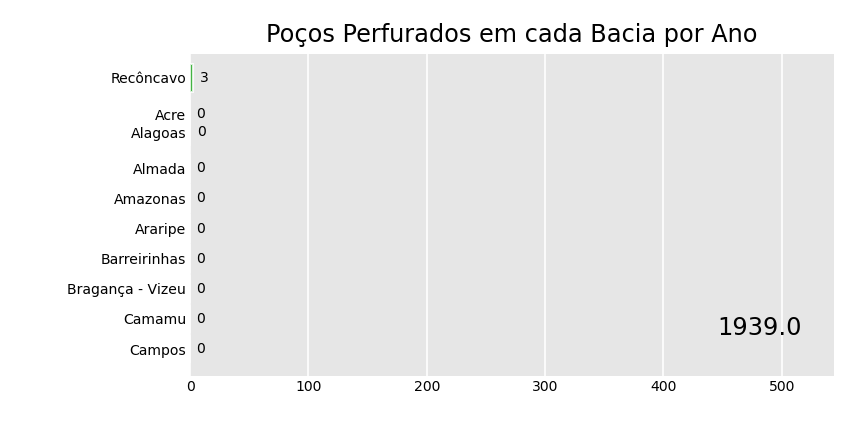 Poços Perfurados em cada Bacia por Ano
Recôncavo 3
Acre 0
Alagoas 0
Almada 0
Amazonas 0
Araripe 0
Barreirinhas 0
Bragança - Vizeu 0
Camamu 0
1939.0
Campos 0
0 100 200 300 400 500